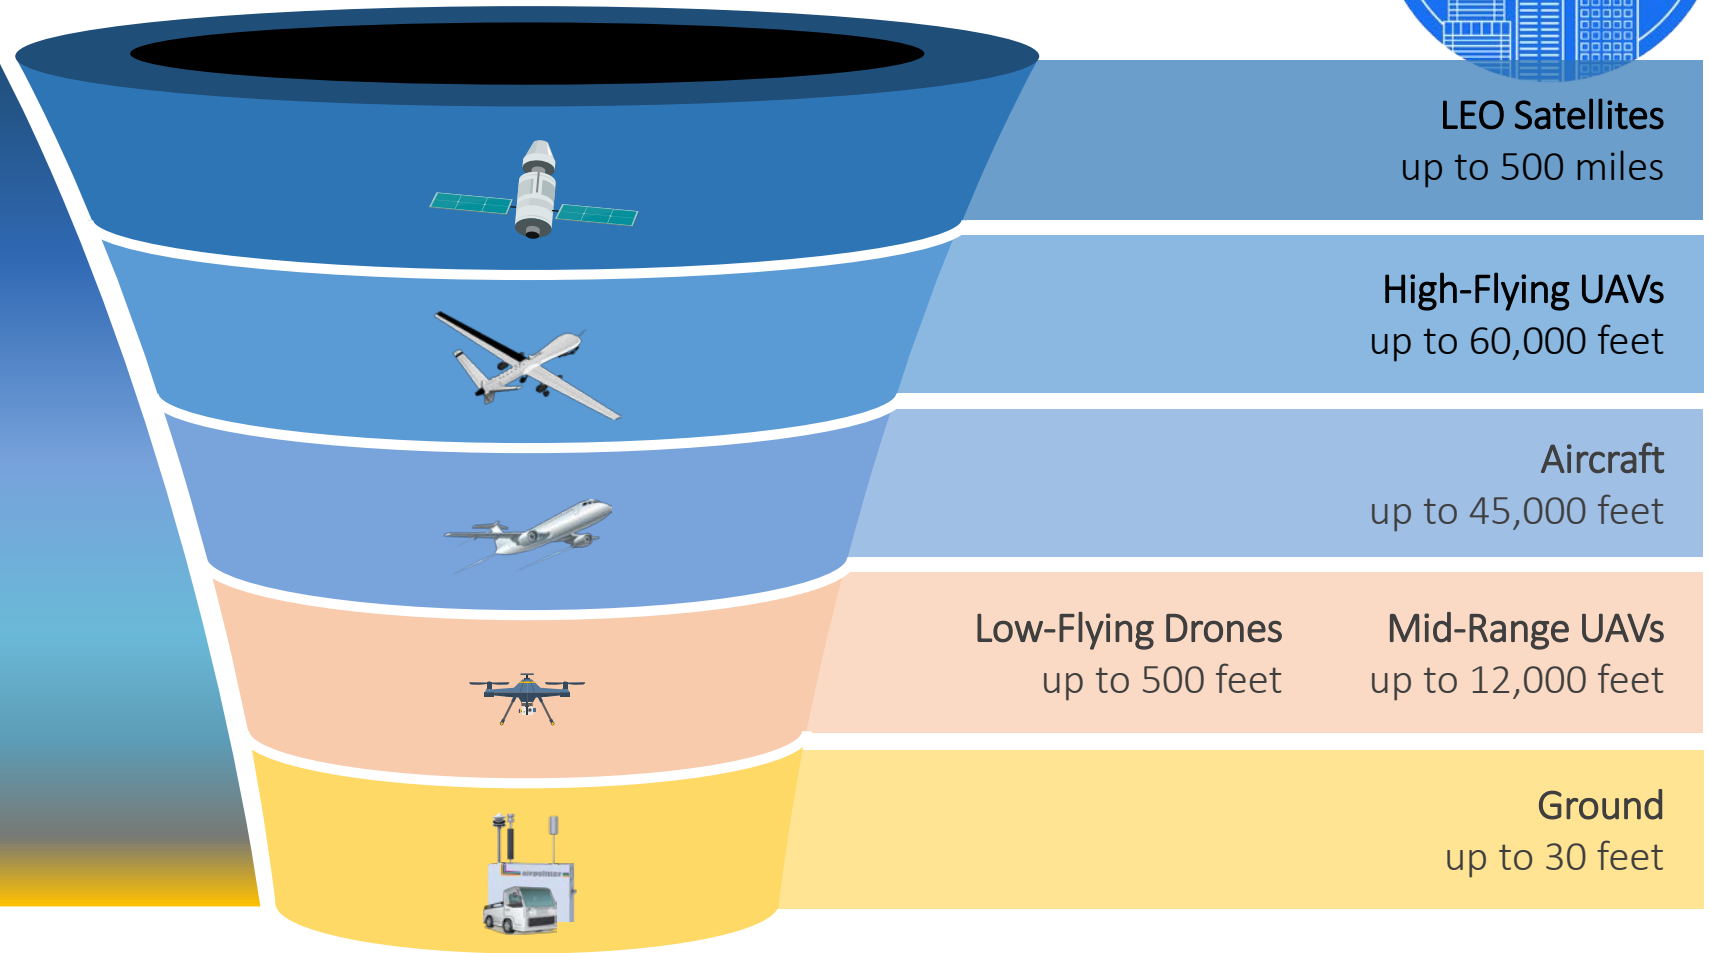 LEO Satellites
up to 500 miles
High-Flying UAVs
up to 60,000 feet
Aircraft
up to 45,000 feet
Low-Flying Drones
up to 500 feet
Mid-Range UAVs
up to 12,000 feet
Ground
up to 30 feet